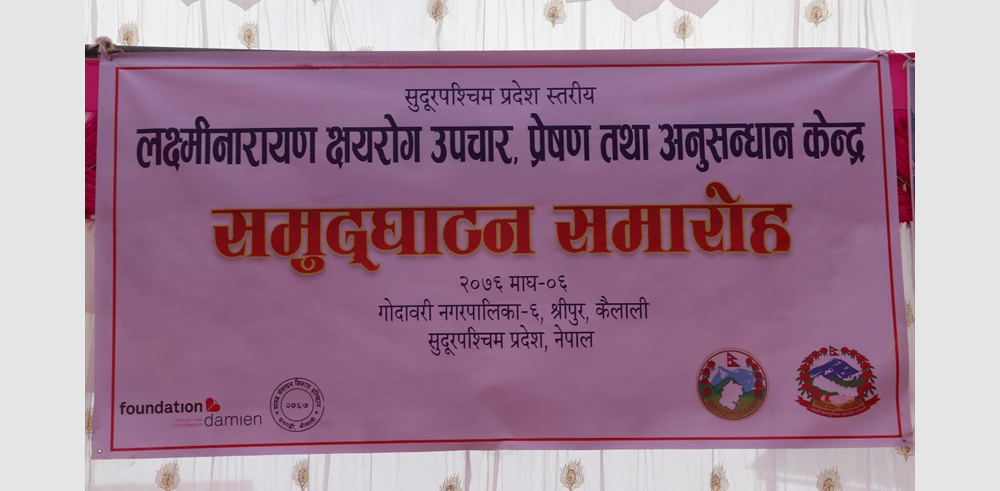 सुदूरपश्चिम प्रदेश स्तरीय
लक्ष्मीनारायण क्षयरोग उपचार, प्रेषण तथा अनुसन्धान केन्द्र
समुद्घाटन समारोह
२०७६ माघ-०६
गोदावरी नगरपालिका-६, श्रीपुर, कैलाली
सुदूरपश्चिम प्रदेश, नेपाल
foundation
damien
२०६७